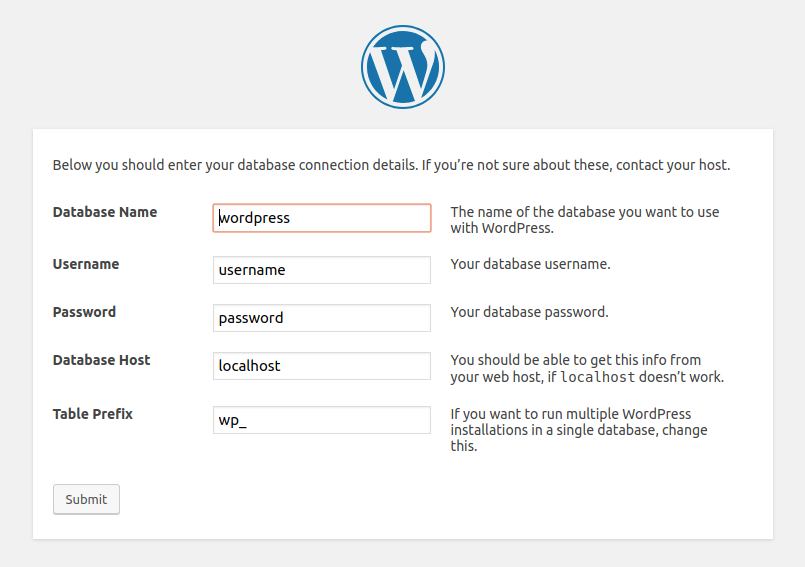 Below you should enter your database connection details. If you’re not sure about these, contact your host.
Database Name
wordpress
The name of the database you want to use
with WordPress.
Username
username
Your database username.
Password
password
Your database password.
Database Host
localhost
You should be able to get this info from
your web host, if localhost doesn’t work.
Table Prefix
wp_
If you want to run multiple WordPress
installations in a single database, change
this.
Submit